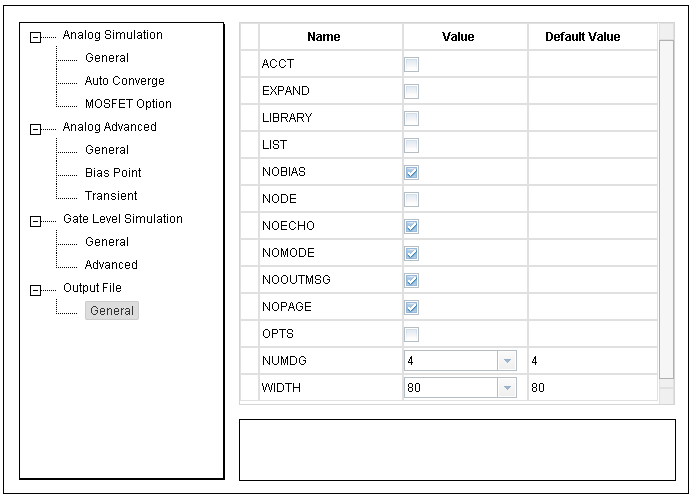 Analog Simulation
General
Auto Converge
MOSFET Option
Analog Advanced
General
Bias Point
Transient
Gate Level Simulation
General
Advanced
Output File
General
Name Value Default Value
ACCT
EXPAND
LIBRARY
LIST
NOBIAS
NODE
NOECHO
NOMODE
NOOUTMSG
NOPAGE
OPTS
NUMDG 4 4
WIDTH 80 80